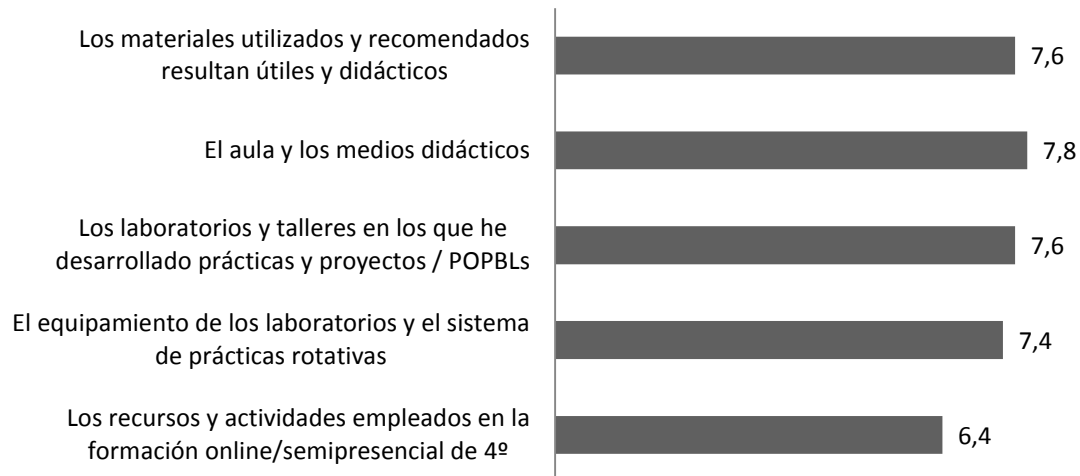 Los materiales utilizados y recomendados
resultan útiles y didácticos
7,6
El aula y los medios didácticos
7,8
Los laboratorios y talleres en los que he
desarrollado prácticas y proyectos / POPBLs
7,6
El equipamiento de los laboratorios y el sistema
de prácticas rotativas
7,4
Los recursos y actividades empleados en la
formación online/semipresencial de 4º
6,4